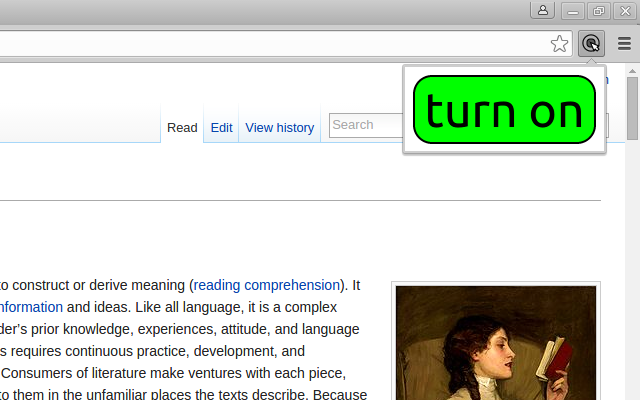 turn on
Read Edit View history Search
to construct or derive meaning (reading comprehension). It
nformation and ideas. Like all language, it is a complex
der's prior knowledge, experiences, attitude, and language
s requires continuous practice, development, and
Consumers of literature make ventures with each piece,
to them in the unfamiliar places the texts describe. Because